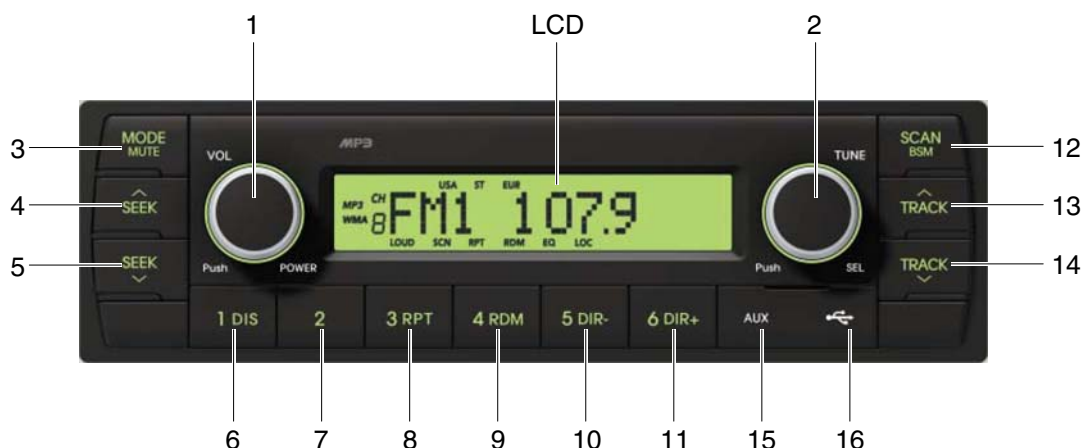 1 LCD 2
3 MODE MUTE VOL MP3 TUNE SCAN BSM 12
4 SEEK USA ST EUR TRACK 13
MP3 WMA CH 8 FM1 107.9
LOUD SCN RPT RDM EQ LOC
5 SEEK Push POWER Push SEL TRACK 14
1 DIS 2 3 RPT 4 RDM 5 DIR- 6 DIR+ AUX
6 7 8 9 10 11 15 16